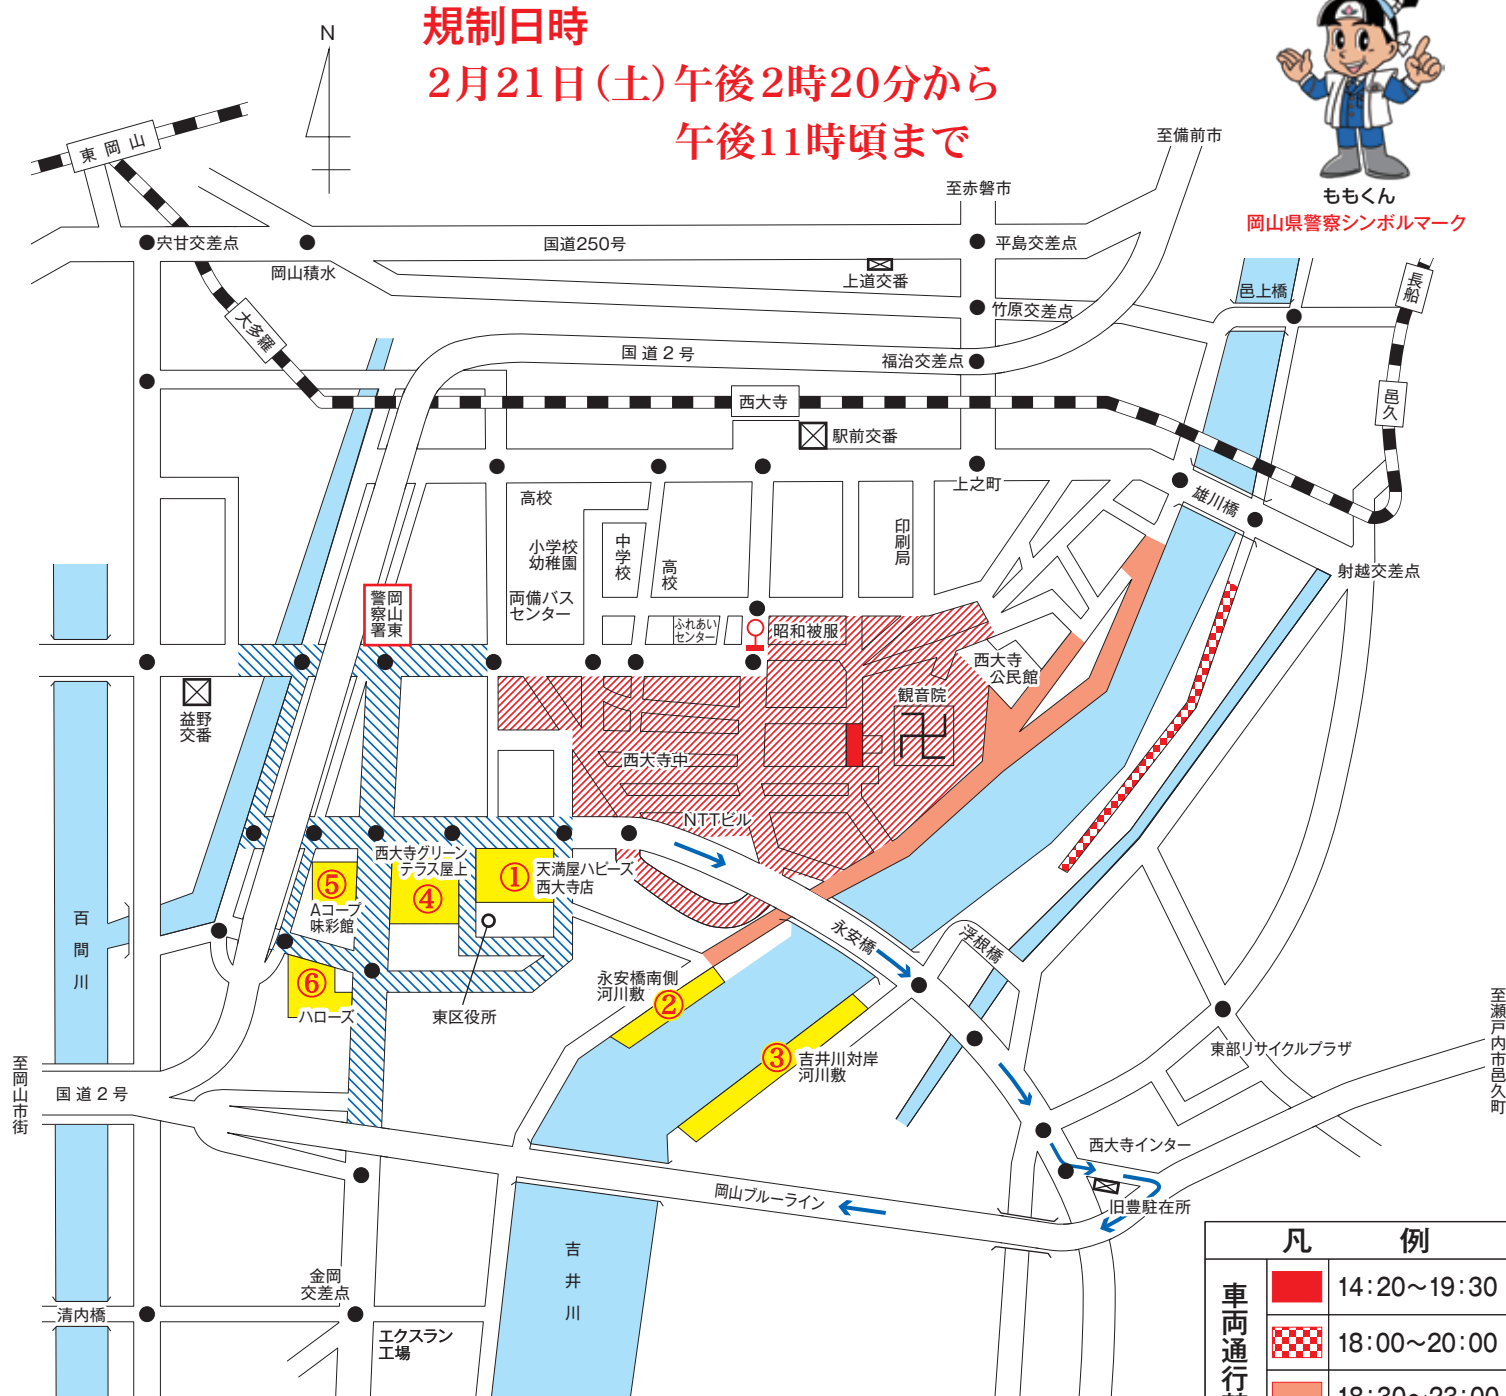 規制日時
2月21日(土)午後2時20分から
午後11時頃まで
N
ももくん
岡山県警察シンボルマーク
東岡山
至備前市
至赤磐市
穴甘交差点
岡山積水
国道250号
平島交差点
上道交番
竹原交差点
邑上橋
長船
大多羅
国道2号
福治交差点
西大寺
駅前交番
邑久
上之町
雄川橋
高校
小学校
幼稚園
中学校
高校
印刷局
射越交差点
岡山東
警察署
両備バス
センター
ふれあい
センター
昭和被服
西大寺
公民館
観音院
益野
交番
西大寺中
NTTビル
西大寺グリーン
テラス屋上
④
①
天満屋ハピーズ
西大寺店
⑤
Aコープ
味彩館
百間川
永安橋
浮根橋
⑥
ハローズ
東区役所
永安橋南側
河川敷
②
③
吉井川対岸
河川敷
東部リサイクルプラザ
至瀬戸内市邑久町
至岡山市街
国道2号
西大寺インター
旧豊駐在所
岡山ブルーライン
吉井川
金岡
交差点
清内橋
エクスラン
工場
凡例
車両通行
14:20〜19:30
18:00〜20:00
18:30〜23:00